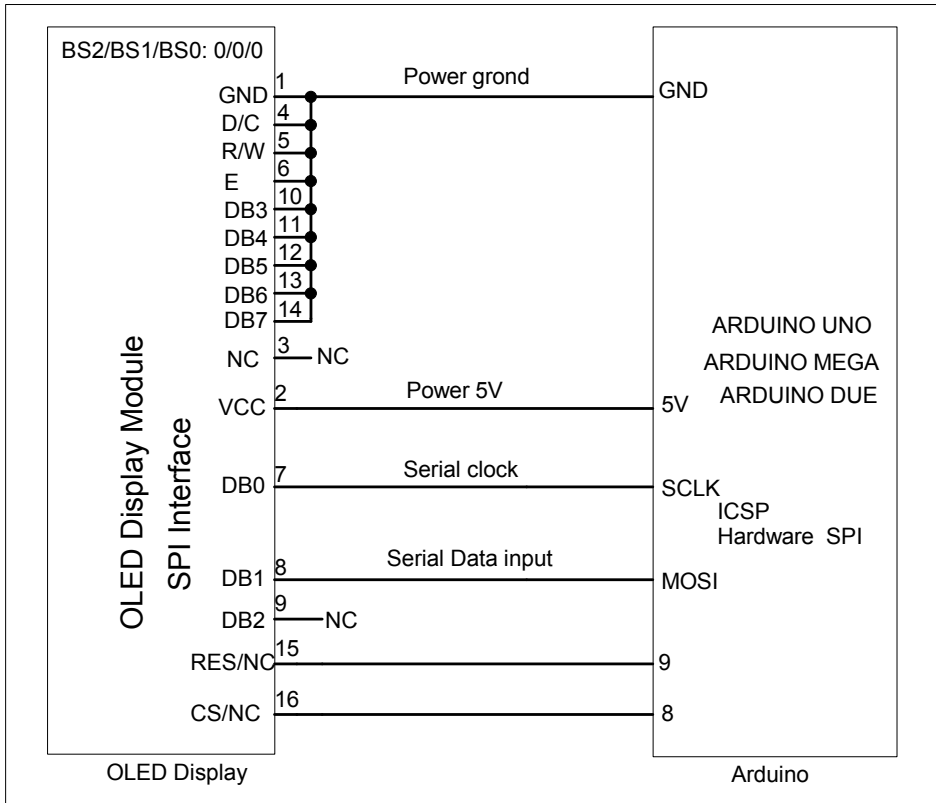 BS2/BS1/BS0: 0/0/0
GND 1 Power grond GND
D/C 4
R/W 5
E 6
DB3 10
DB4 11
DB5 12
DB6 13
DB7 14
ARDUINO UNO
NC 3 NC
ARDUINO MEGA
VCC 2 Power 5V 5V
ARDUINO DUE
OLED Display Module
SPI Interface
DB0 7 Serial clock SCLK
ICSP
Hardware SPI
DB1 8 Serial Data input MOSI
DB2 9 NC
RES/NC 15 9
CS/NC 16 8
OLED Display
Arduino